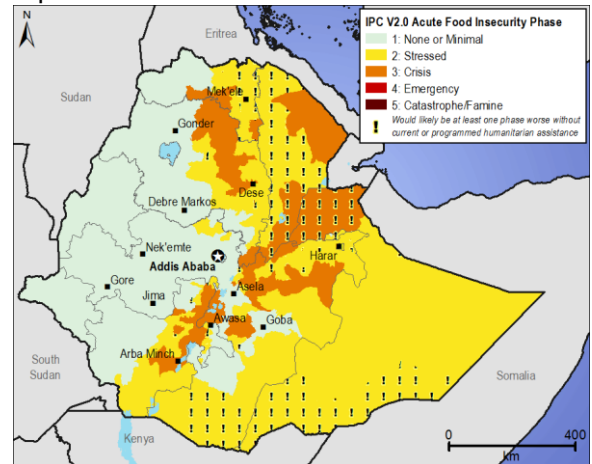 N
Eritrea
Sudan
Mek'ele
Gonder
Dese
Debre Markos
Nek'emte
Addis Ababa
Harar
Gore
Jima
Asela
Awasa
Goba
Arba Minch
South
Sudan
Somalia
Kenya
IPC V2.0 Acute Food Insecurity Phase
1: None or Minimal
2: Stressed
3: Crisis
4: Emergency
5: Catastrophe/Famine
! Would likely be at least one phase worse without
current or programmed humanitarian assistance
0 400
km